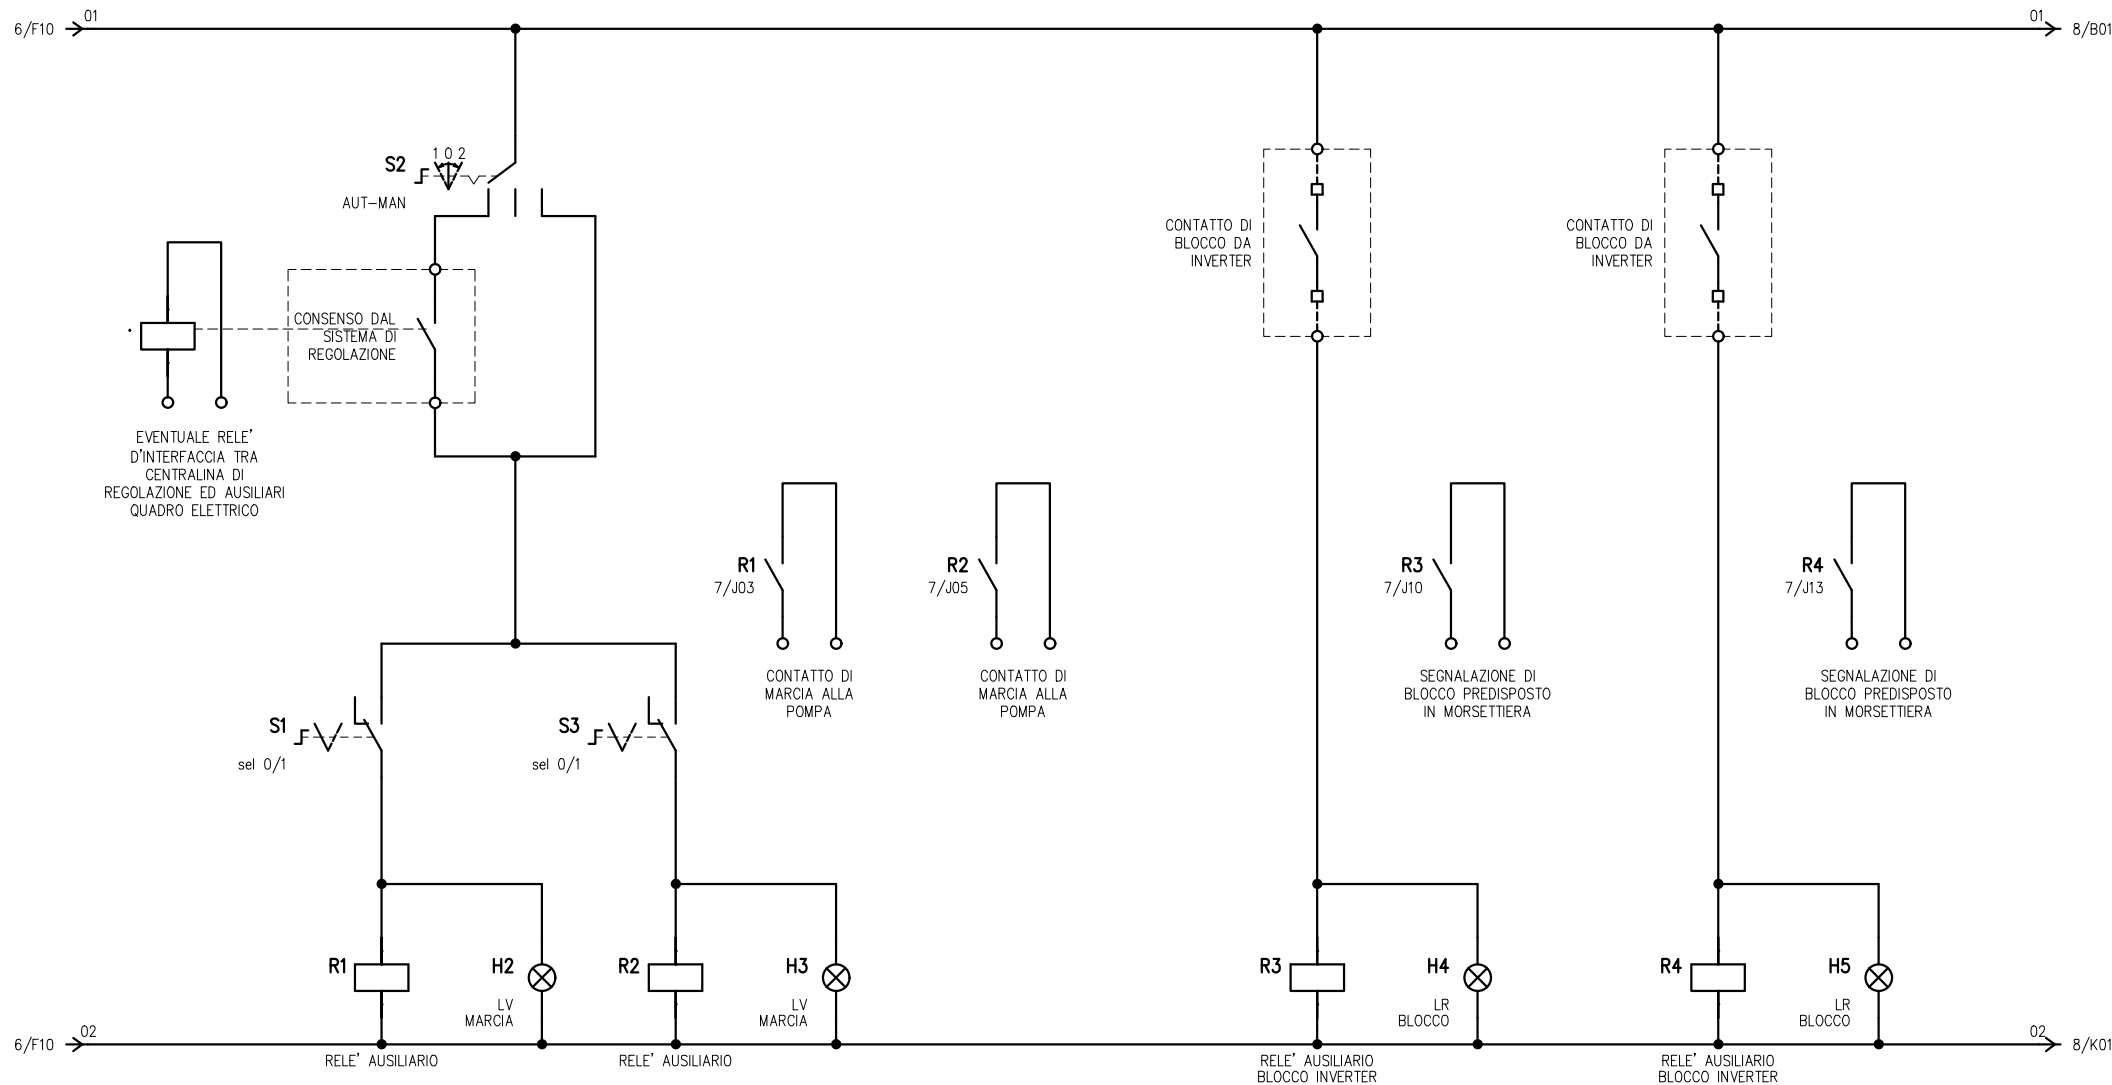 01
01
6/F10
8/B01
1 0 2
S2
AUT-MAN
CONTATTO DI
BLOCCO DA
INVERTER
CONTATTO DI
BLOCCO DA
INVERTER
CONSENSO DAL
SISTEMA DI
REGOLAZIONE
EVENTUALE RELE'
D'INTERFACCIA TRA
CENTRALINA DI
REGOLAZIONE ED AUSILIARI
QUADRO ELETTRICO
R1
7/J03
R2
7/J05
R3
7/J10
R4
7/J13
CONTATTO DI
MARCIA ALLA
POMPA
CONTATTO DI
MARCIA ALLA
POMPA
SEGNALAZIONE DI
BLOCCO PREDISPOSTO
IN MORSETTIERA
SEGNALAZIONE DI
BLOCCO PREDISPOSTO
IN MORSETTIERA
S1
sel 0/1
S3
sel 0/1
R1
H2
LV
MARCIA
R2
H3
LV
MARCIA
R3
H4
LR
BLOCCO
R4
H5
LR
BLOCCO
02
02
6/F10
8/K01
RELE' AUSILIARIO
RELE' AUSILIARIO
RELE' AUSILIARIO
BLOCCO INVERTER
RELE' AUSILIARIO
BLOCCO INVERTER